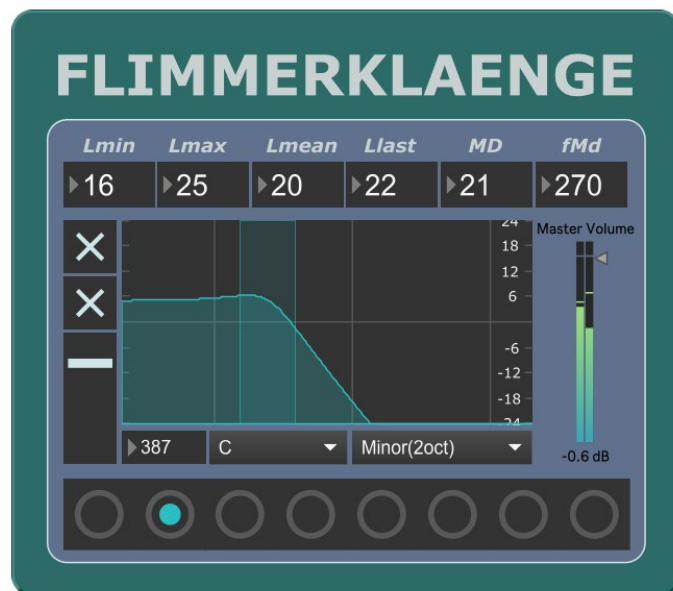 FLIMMERKLAENGE
Lmin Lmax Lmean Llast MD fMd
16 25 20 22 21 270
24 Master Volume
18
12
6
-6
-12
-18
-24
387 C Minor(2oct) -0.6 dB